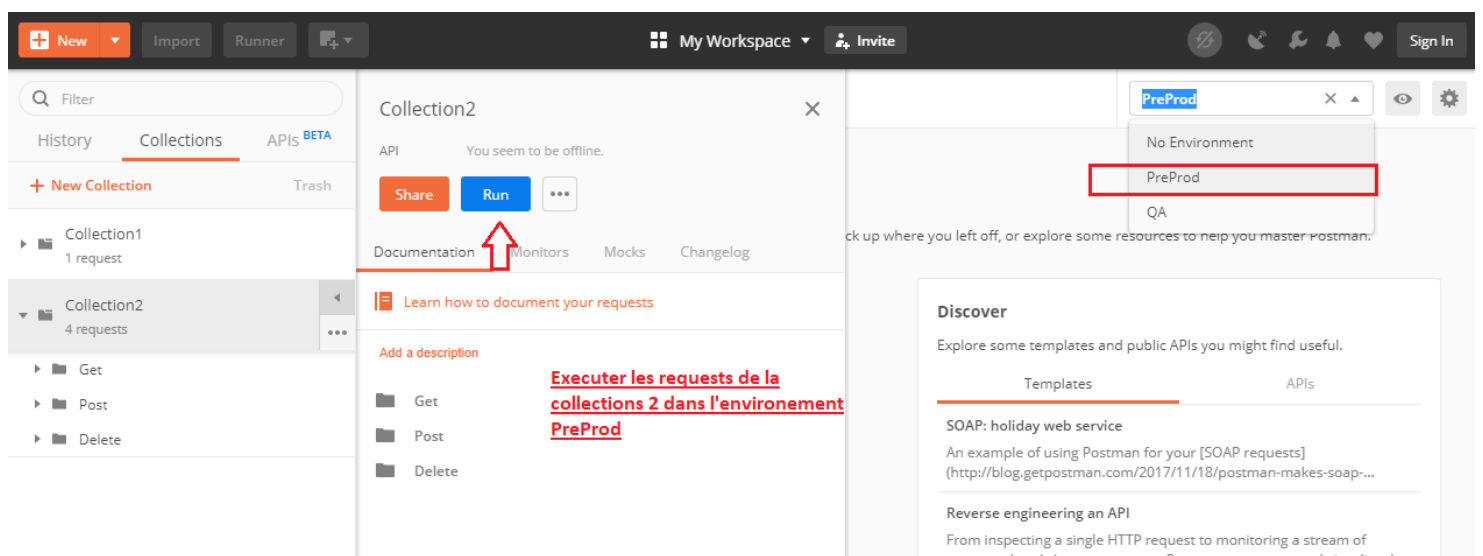 New
Import
Runner
My Workspace
Invite
Sign In
Filter
History
Collections
APIs BETA
+ New Collection
Trash
Collection1
1 request
Collection2
4 requests
Get
Post
Delete
Collection2
API
You seem to be offline.
Share
Run
Documentation
Monitors
Mocks
Changelog
Learn how to document your requests
Add a description
Get
Post
Delete
Executer les requests de la
collections 2 dans l'environement
PreProd
PreProd
No Environment
PreProd
QA
ck up where you left off, or explore some resources to help you master Postman.
Discover
Explore some templates and public APIs you might find useful.
Templates
APIs
SOAP: holiday web service
An example of using Postman for your [SOAP requests]
(http://blog.getpostman.com/2017/11/18/postman-makes-soap-...
Reverse engineering an API
From inspecting a single HTTP request to monitoring a stream of